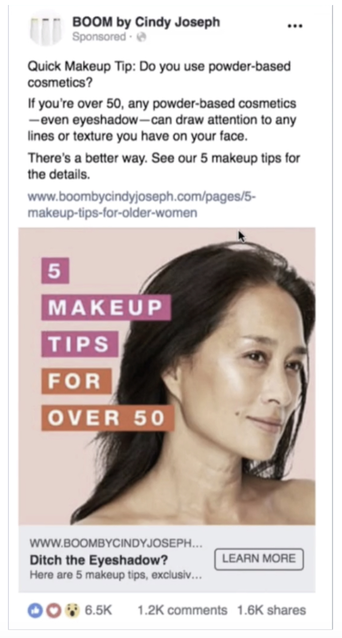 BOOM by Cindy Joseph
Sponsored ·
Quick Makeup Tip: Do you use powder-based
cosmetics?
If you're over 50, any powder-based cosmetics
—even eyeshadow—can draw attention to any
lines or texture you have on your face.
There's a better way. See our 5 makeup tips for
the details.
www.boombycindyjoseph.com/pages/5-
makeup-tips-for-older-women
5
MAKEUP
TIPS
FOR
OVER 50
WWW.BOOMBYCINDYJOSEPH...
Ditch the Eyeshadow?
Here are 5 makeup tips, exclusiv...
LEARN MORE
6.5K 1.2K comments 1.6K shares